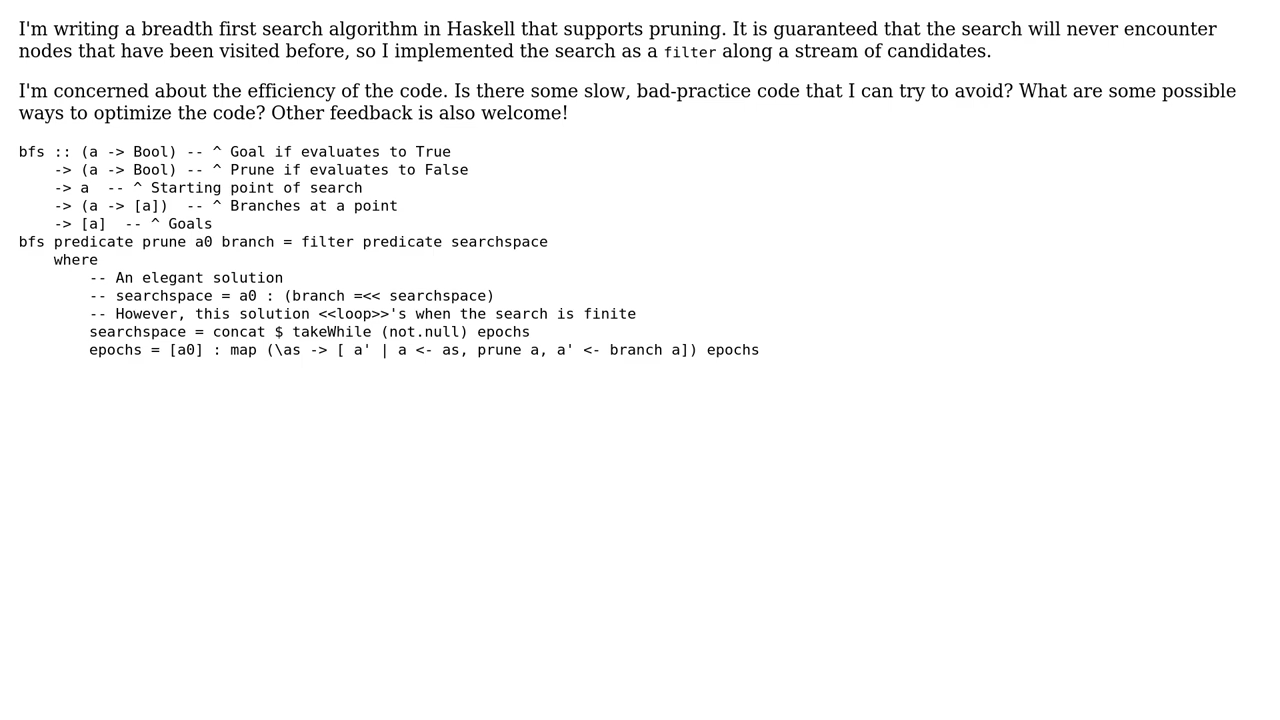 I'm writing a breadth first search algorithm in Haskell that supports pruning. It is guaranteed that the search will never encounter
nodes that have been visited before, so I implemented the search as a filter along a stream of candidates.
I'm concerned about the efficiency of the code. Is there some slow, bad-practice code that I can try to avoid? What are some possible
ways to optimize the code? Other feedback is also welcome!
bfs :: (a -> Bool) -- ^ Goal if evaluates to True
    -> (a -> Bool) -- ^ Prune if evaluates to False
    -> a  -- ^ Starting point of search
    -> (a -> [a])  -- ^ Branches at a point
    -> [a]  -- ^ Goals
bfs predicate prune a0 branch = filter predicate searchspace
    where
        -- An elegant solution
        -- searchspace = a0 : (branch =<< searchspace)
        -- However, this solution <<loop>>'s when the search is finite
        searchspace = concat $ takeWhile (not.null) epochs
        epochs = [a0] : map (\as -> [ a' | a <- as, prune a, a' <- branch a]) epochs